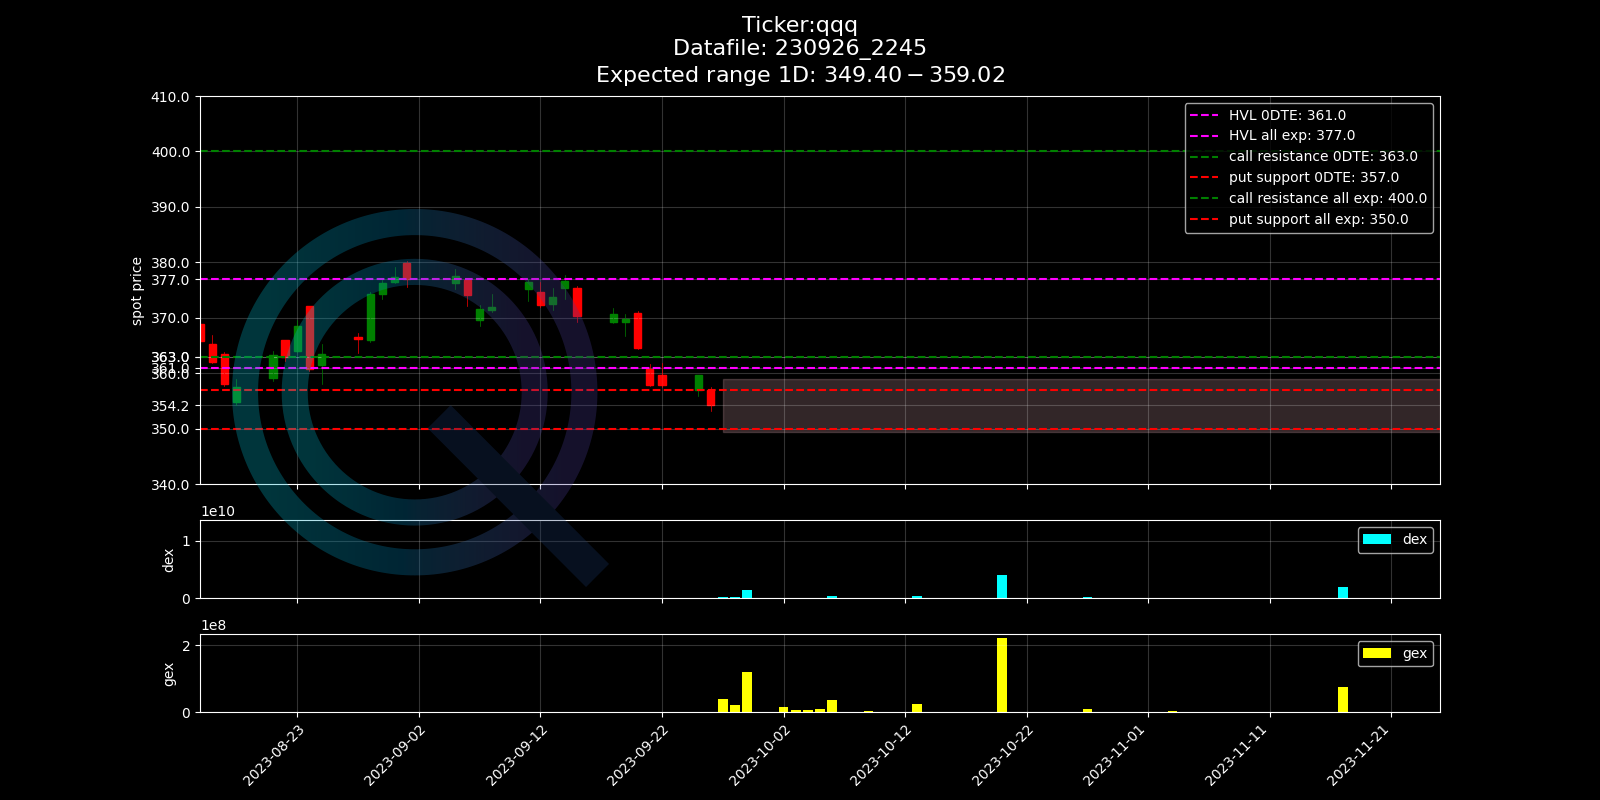 Ticker:qqq
Datafile: 230926_2245
Expected range 1D: 349.40 − 359.02
410.0
400.0
390.0
380.0
377.0
370.0
363.0
361.0
360.0
354.2
350.0
340.0
spot price
HVL 0DTE: 361.0
HVL all exp: 377.0
call resistance 0DTE: 363.0
put support 0DTE: 357.0
call resistance all exp: 400.0
put support all exp: 350.0
1e10
1
0
dex
dex
1e8
2
0
gex
gex
2023-08-23
2023-09-02
2023-09-12
2023-09-22
2023-10-02
2023-10-12
2023-10-22
2023-11-01
2023-11-11
2023-11-21